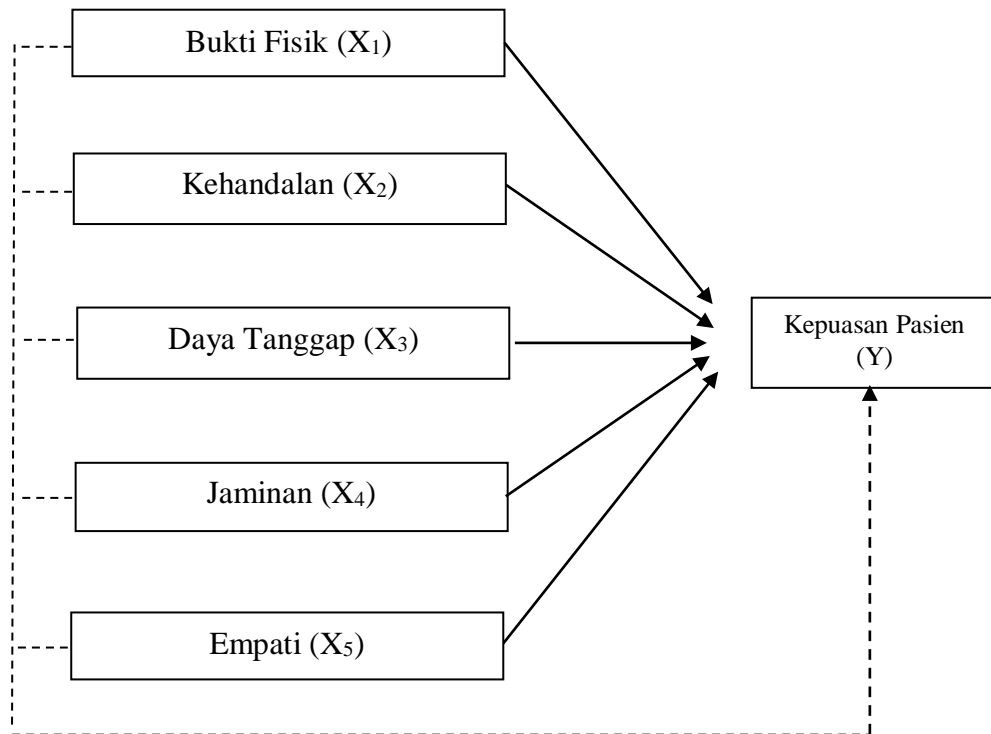 Bukti Fisik (X₁)
Kehandalan (X₂)
Daya Tanggap (X₃)
Kepuasan Pasien
(Y)
Jaminan (X₄)
Empati (X₅)